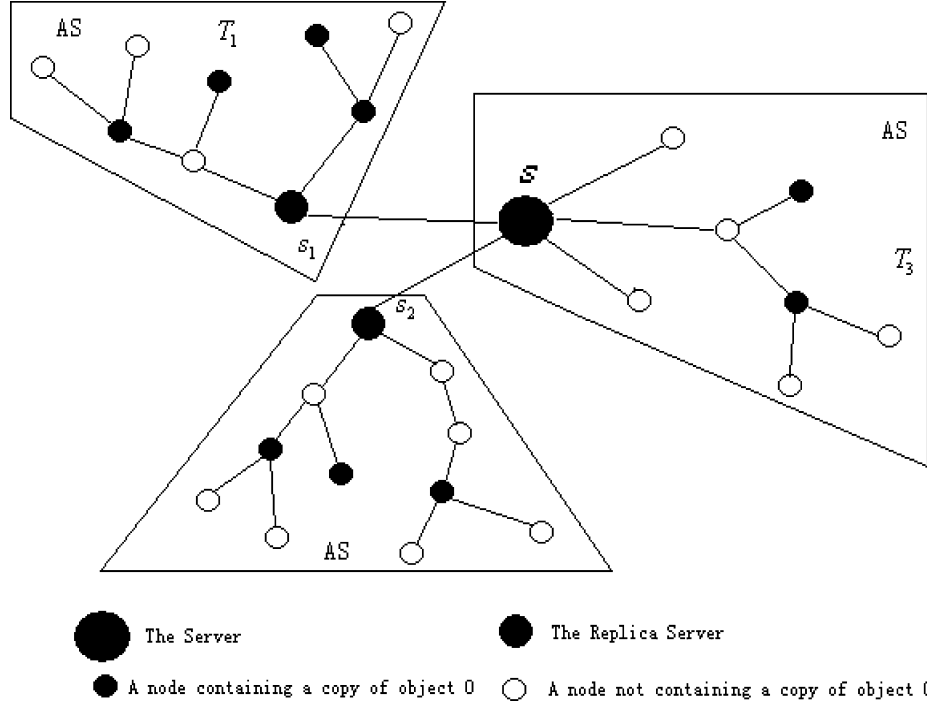 AS
T1
AS
S
s1
T3
s2
AS
The Server
The Replica Server
A node containing a copy of object O
A node not containing a copy of object O